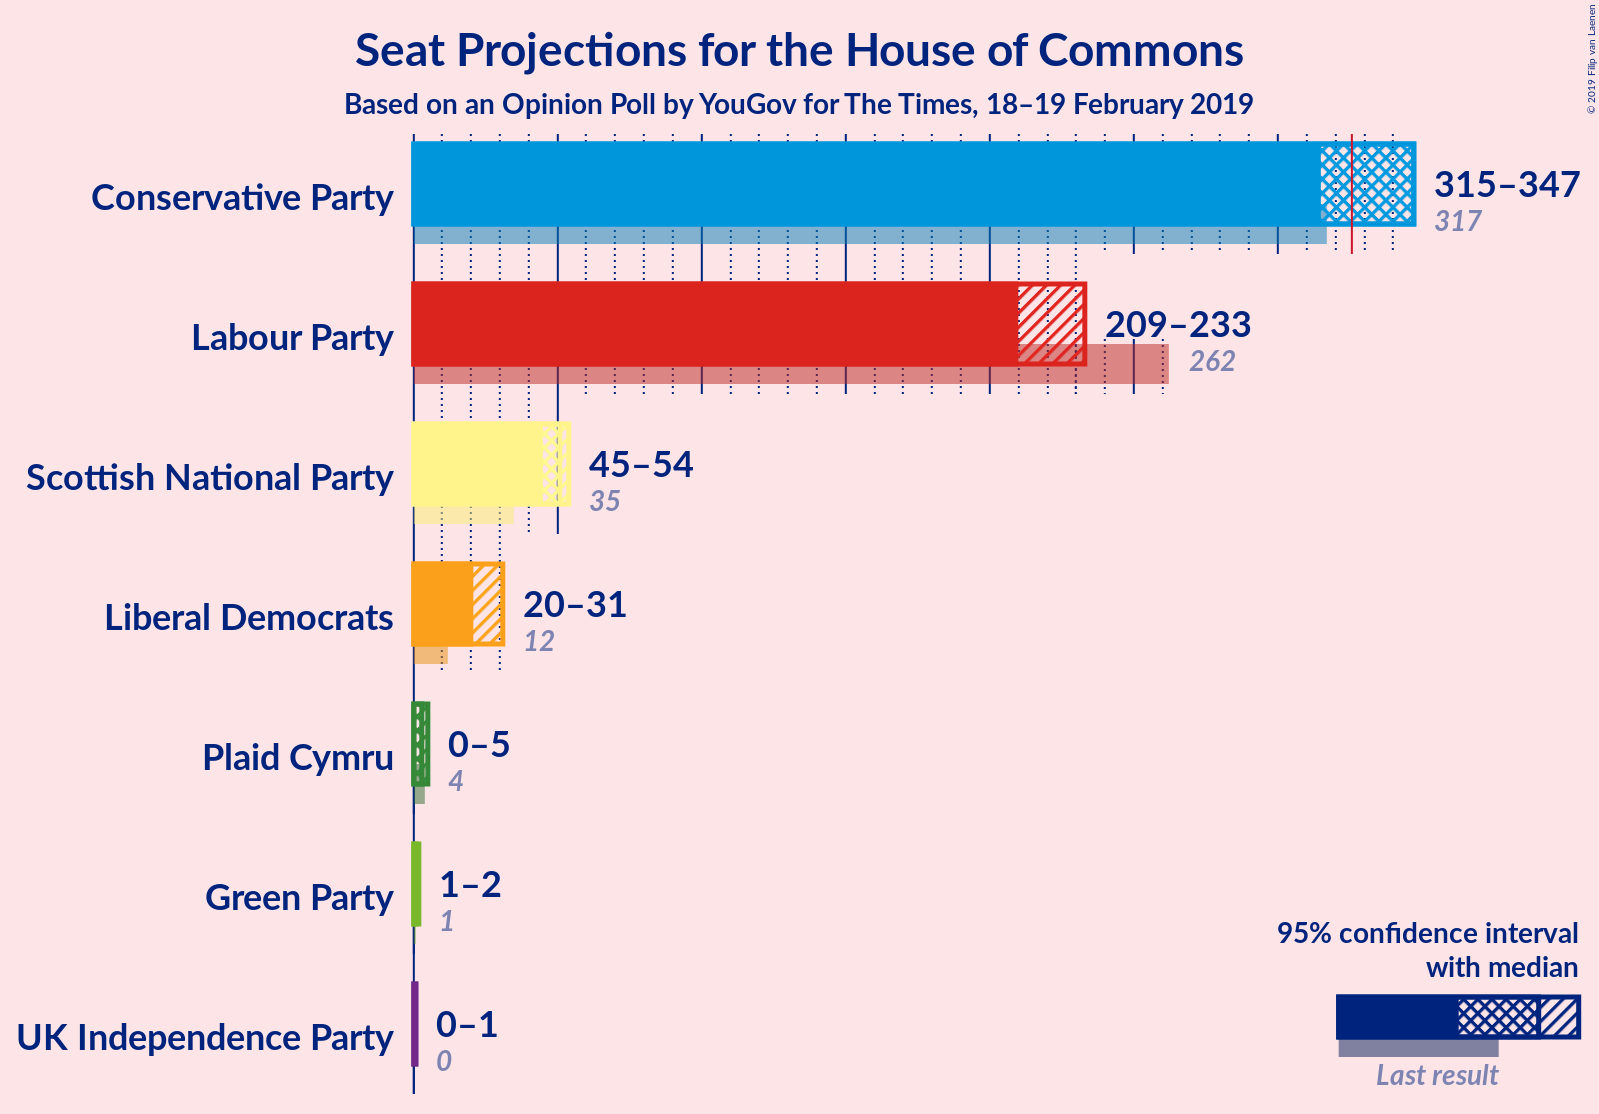 Seat Projections for the House of Commons
Based on an Opinion Poll by YouGov for The Times, 18–19 February 2019
© 2019 Filip van Laenen
Conservative Party
315–347
317
Labour Party
209–233
262
Scottish National Party
45–54
35
Liberal Democrats
20–31
12
Plaid Cymru
0–5
4
Green Party
1–2
1
UK Independence Party
0–1
0
95% confidence interval
with median
Last result